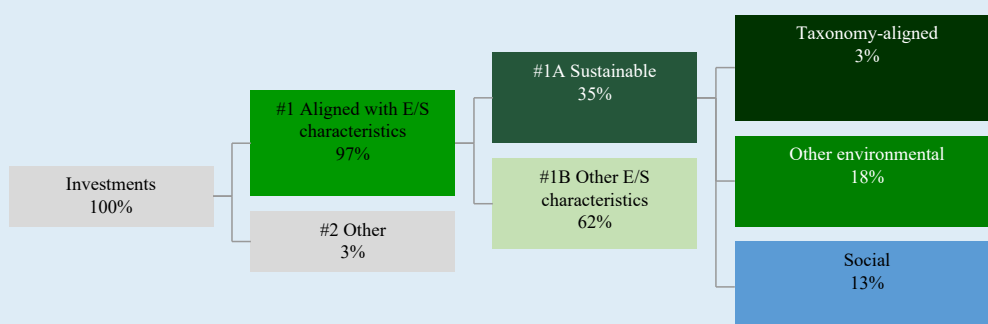 Investments
100%
#1 Aligned with E/S
characteristics
97%
#2 Other
3%
#1A Sustainable
35%
#1B Other E/S
characteristics
62%
Taxonomy-aligned
3%
Other environmental
18%
Social
13%